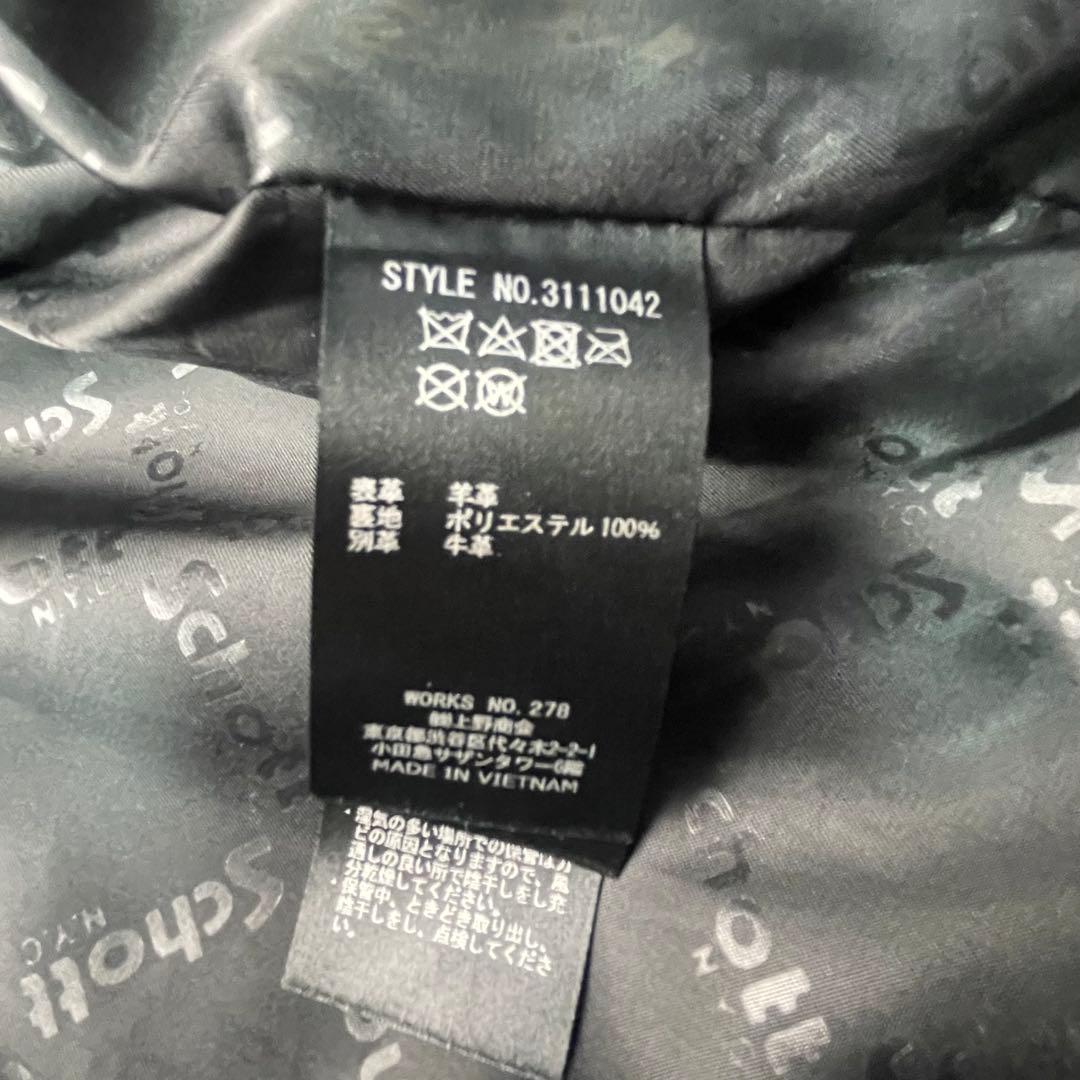 STYLE NO.3111042
W
表革 羊革
裏地 ポリエステル 100%
別革 牛革
WORKS NO. 278
㈱上野商会
東京都渋谷区代々木2-2-1
小田急サザンタワー6階
MADE IN VIETNAM
・湿気の多い場所での保管はカ
ビの原因となりますので、風
通しの良い所で陰干しをし充
分乾燥してください。
・保管中、ときどき取り出し、
陰干しをし、点検してくださ
い。
Sch
N.Y.C
Schott
Schott
N.Y.C
Schott
NY